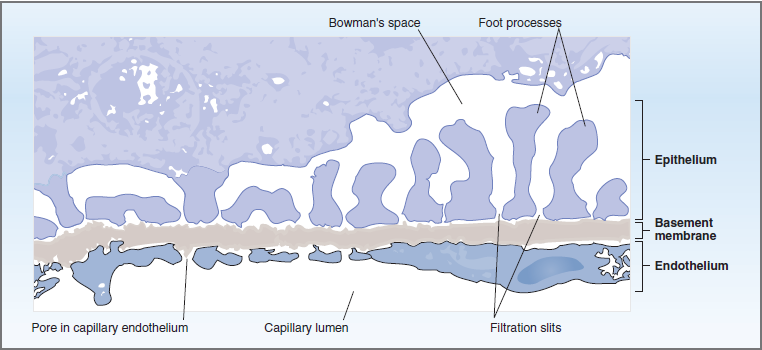 Bowman's space
Foot processes
Epithelium
Basement
membrane
Endothelium
Pore in capillary endothelium
Capillary lumen
Filtration slits